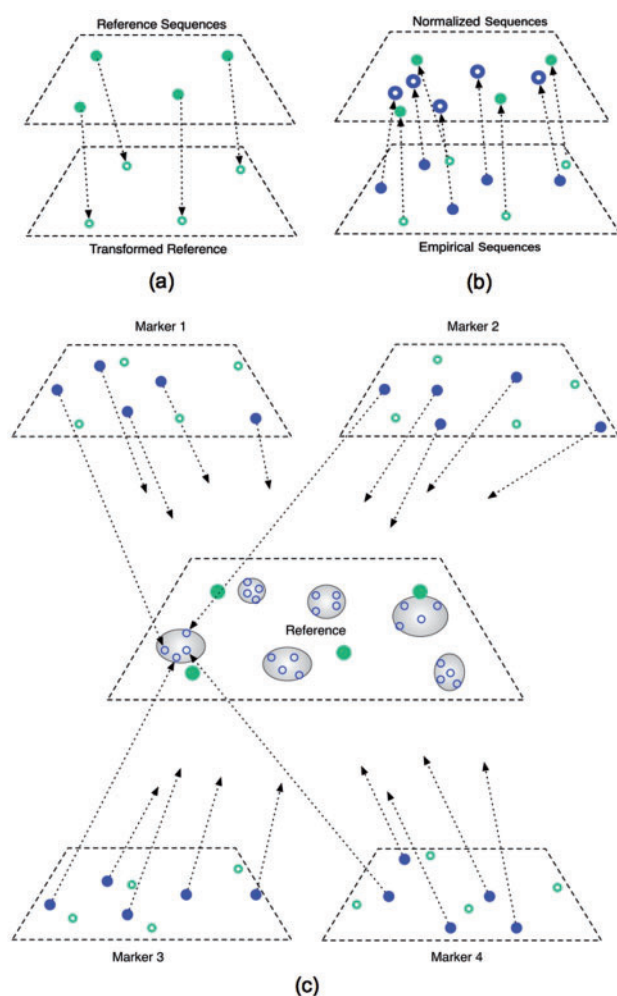 Reference Sequences
Normalized Sequences
Transformed Reference
Empirical Sequences
(a)
(b)
Marker 1
Marker 2
Reference
Marker 3
Marker 4
(c)